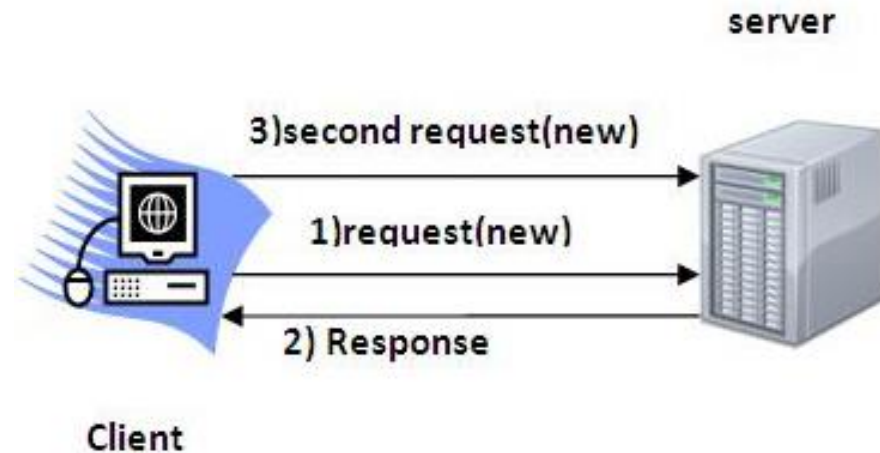 server
3)second request(new)
1)request(new)
2) Response
Client